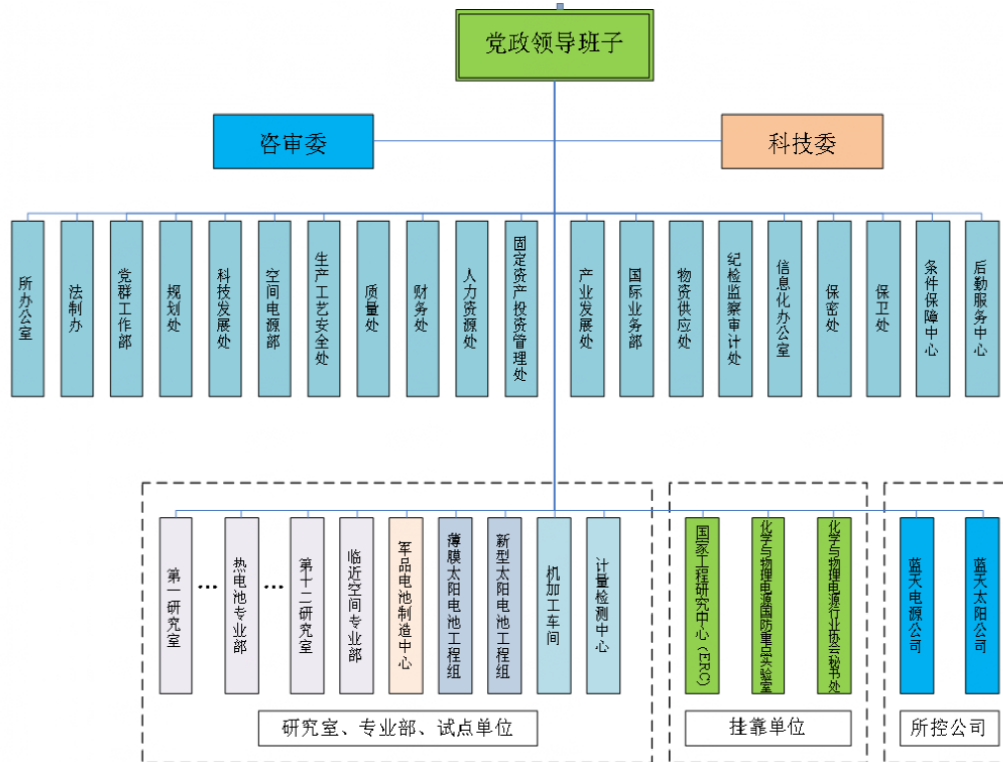 党政领导班子
咨审委
科技委
所办公室
法制办
党群工作部
规划处
科技发展处
空间电源部
生产工艺安全处
质量处
财务处
人力资源处
固定资产投资管理处
产业发展处
国际业务部
物资供应处
纪检监察审计处
信息化办公室
保密处
保卫处
条件保障中心
后勤服务中心
第一研究室
…
热电池专业部
…
第十二研究室
临近空间专业部
军品电池制造中心
薄膜太阳电池工程组
新型太阳电池工程组
机加工车间
计量检测中心
国家工程研究中心（ERC）
化学与物理电源国防重点实验室
化学与物理电源行业协会秘书处
蓝天电源公司
蓝天太阳公司
研究室、专业部、试点单位
挂靠单位
所控公司